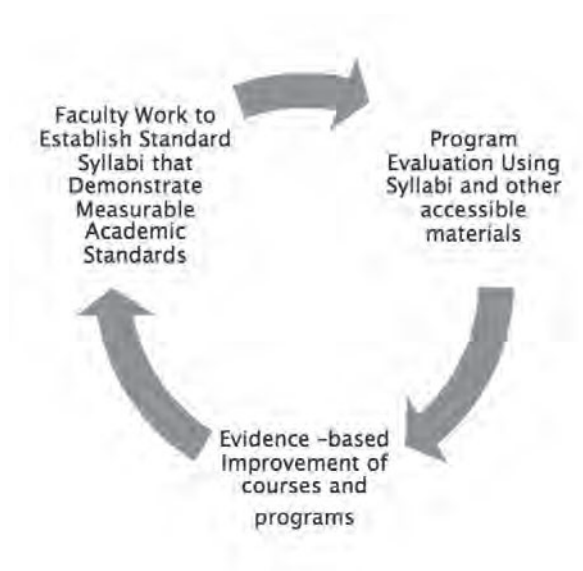 Faculty Work to
Establish Standard
Syllabi that
Demonstrate
Measurable
Academic
Standards
Program
Evaluation Using
Syllabi and other
accessible
materials
Evidence -based
Improvement of
courses and
programs